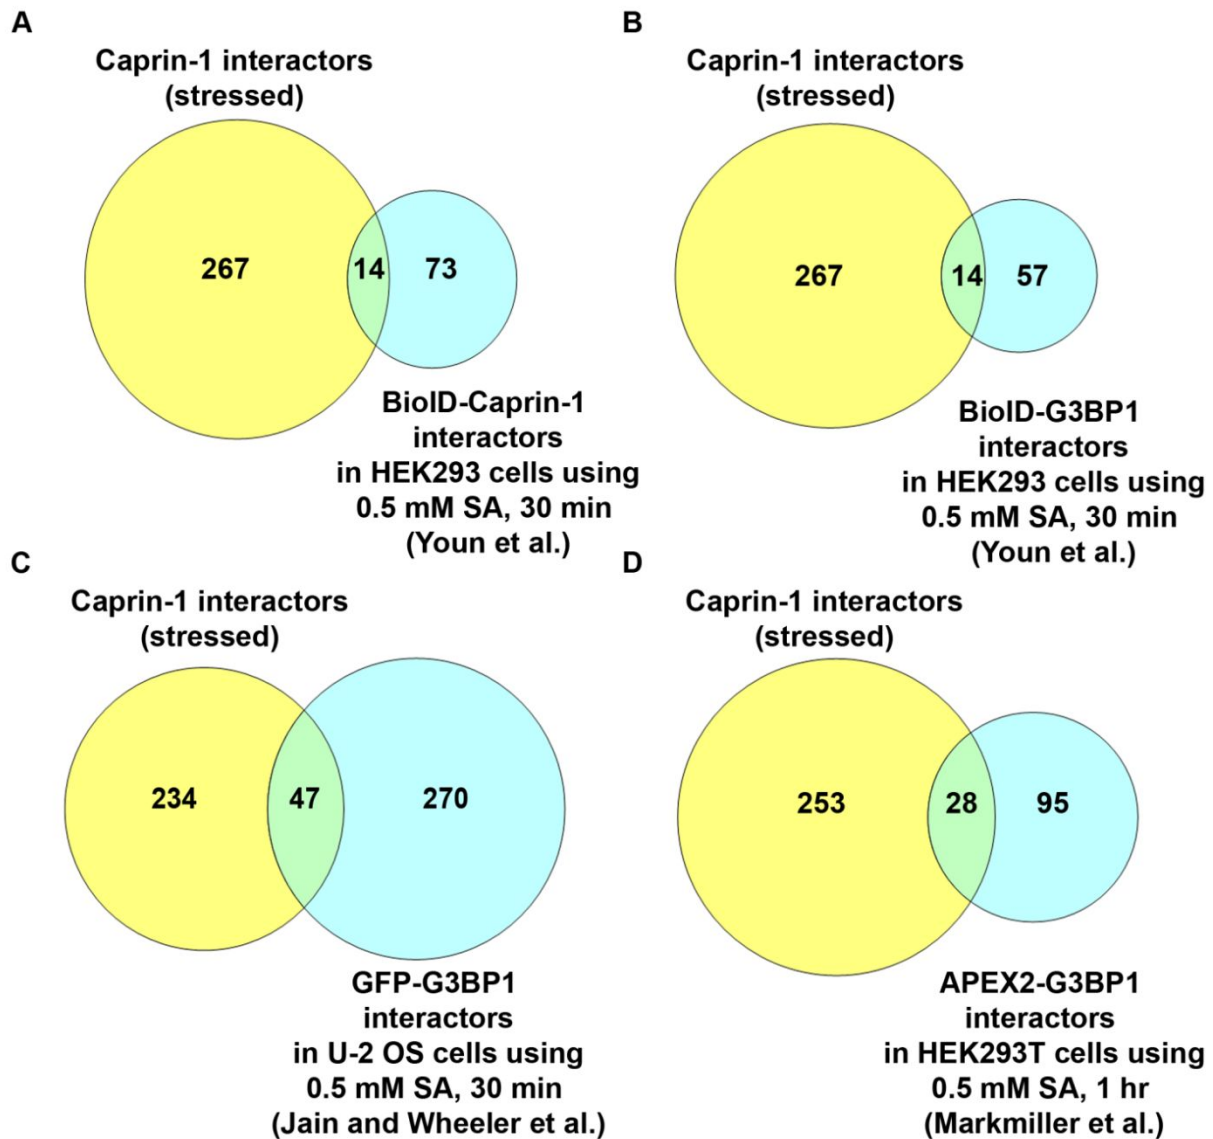 A
Caprin-1 interactors
(stressed)
267
14
73
BioID-Caprin-1
interactors
in HEK293 cells using
0.5 mM SA, 30 min
(Youn et al.)
B
Caprin-1 interactors
(stressed)
267
14
57
BioID-G3BP1
interactors
in HEK293 cells using
0.5 mM SA, 30 min
(Youn et al.)
C
Caprin-1 interactors
(stressed)
234
47
270
GFP-G3BP1
interactors
in U-2 OS cells using
0.5 mM SA, 30 min
(Jain and Wheeler et al.)
D
Caprin-1 interactors
(stressed)
253
28
95
APEX2-G3BP1
interactors
in HEK293T cells using
0.5 mM SA, 1 hr
(Markmiller et al.)